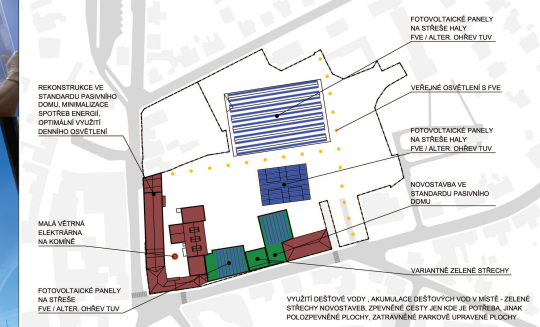 FOTOVOLTAICKÉ PANELY
NA STŘEŠE HALY
FVE / ALTER. OHŘEV TUV
REKONSTRUKCE VE
STANDARDU PASIVNÍHO
DOMU, MINIMALIZACE
SPOTŘEB ENERGIÍ,
OPTIMÁLNÍ VYUŽITÍ
DENNÍHO OSVĚTLENÍ
VEŘEJNÉ OSVĚTLENÍ S FVE
FOTOVOLTAICKÉ PANELY
NA STŘEŠE HALY
FVE / ALTER. OHŘEV TUV
NOVOSTAVBA VE
STANDARDU PASIVNÍHO
DOMU
MALÁ VĚTRNÁ
ELEKTRÁRNA
NA KOMÍNĚ
VARIANTNĚ ZELENÉ STŘECHY
FOTOVOLTAICKÉ PANELY
NA STŘEŠE
FVE / ALTER. OHŘEV TUV
VYUŽITÍ DEŠŤOVÉ VODY , AKUMULACE DEŠŤOVÝCH VOD V MÍSTĚ - ZELENÉ
STŘECHY NOVOSTAVEB, ZPEVNĚNÉ CESTY JEN KDE JE POTŘEBA, JINAK
POLOZPEVNĚNÉ PLOCHY, ZATRAVNĚNÉ PARKOVĚ UPRAVENÉ PLOCHY